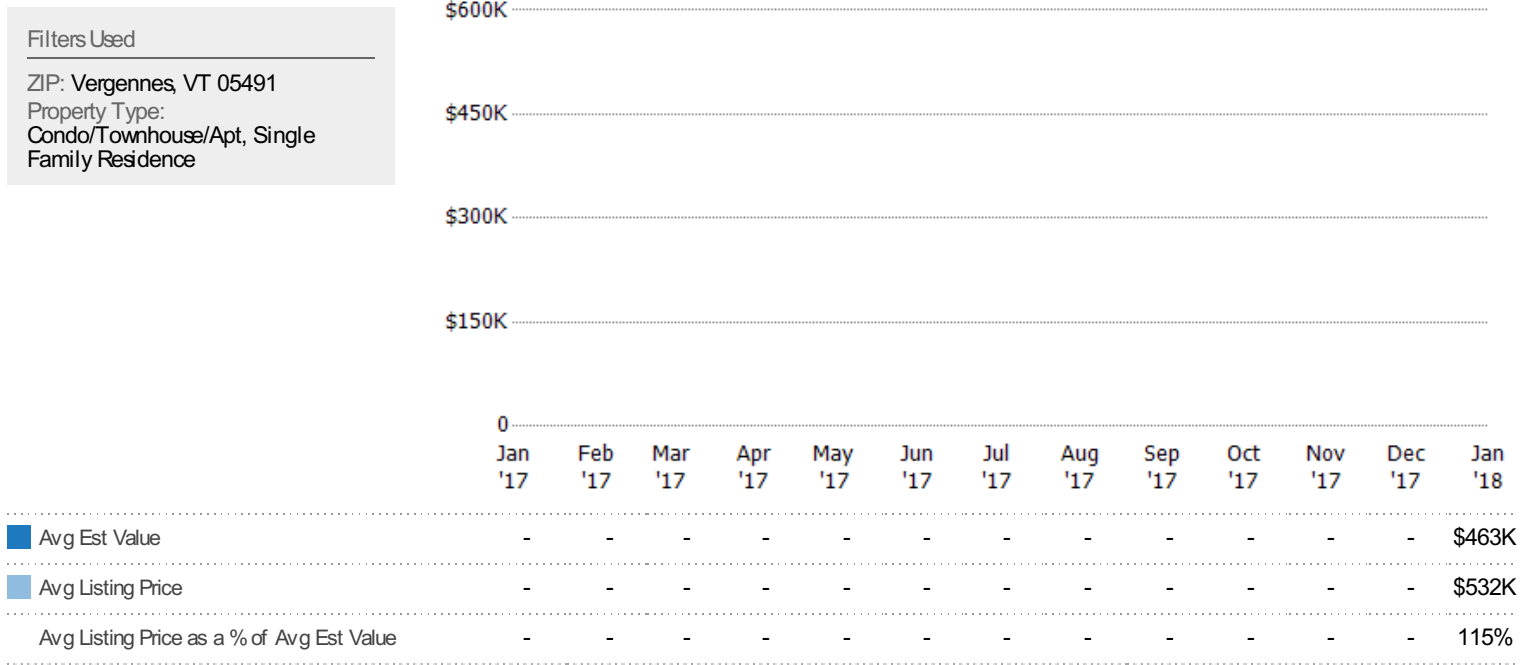 Filters Used
ZIP: Vergennes, VT 05491
Property Type:
Condo/Townhouse/Apt, Single
Family Residence
$600K
$450K
$300K
$150K
0
Jan Feb Mar Apr May Jun Jul Aug Sep Oct Nov Dec Jan
'17 '17 '17 '17 '17 '17 '17 '17 '17 '17 '17 '17 '18
Avg Est Value - - - - - - - - - - - - $463K
Avg Listing Price - - - - - - - - - - - - $532K
Avg Listing Price as a % of Avg Est Value - - - - - - - - - - - - 115%